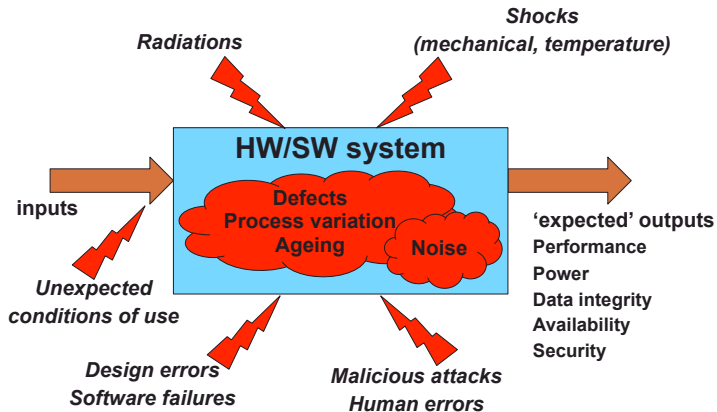 Radiations
Shocks
(mechanical, temperature)
HW/SW system
Defects
Process variation
Ageing
Noise
inputs
‘expected’ outputs
Performance
Power
Data integrity
Availability
Security
Unexpected
conditions of use
Design errors
Software failures
Malicious attacks
Human errors